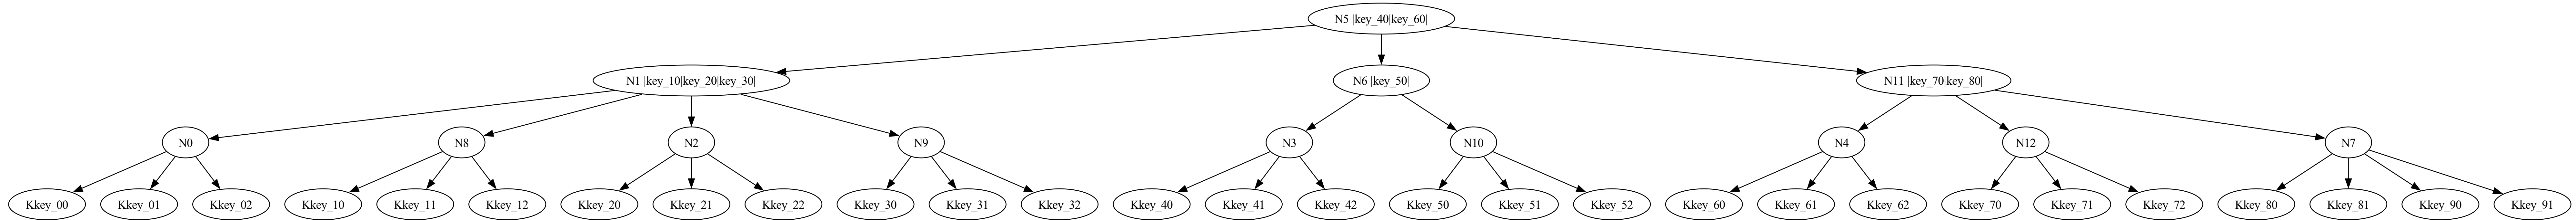 N5 |key_40|key_60|
N1 |key_10|key_20|key_30|
N6 |key_50|
N11 |key_70|key_80|
N0
N8
N2
N9
N3
N10
N4
N12
N7
Kkey_00
Kkey_01
Kkey_02
Kkey_10
Kkey_11
Kkey_12
Kkey_20
Kkey_21
Kkey_22
Kkey_30
Kkey_31
Kkey_32
Kkey_40
Kkey_41
Kkey_42
Kkey_50
Kkey_51
Kkey_52
Kkey_60
Kkey_61
Kkey_62
Kkey_70
Kkey_71
Kkey_72
Kkey_80
Kkey_81
Kkey_90
Kkey_91